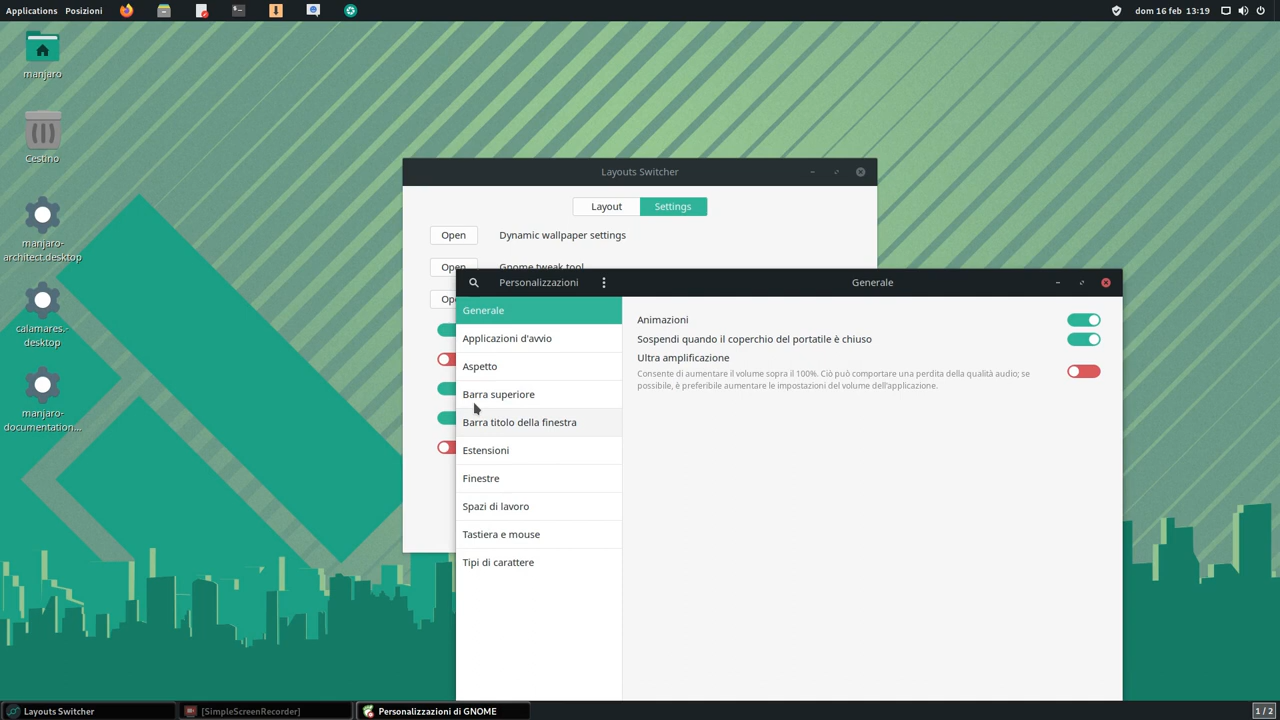 Applications Posizioni
dom 16 feb 13:19
manjaro
Cestino
manjaro-
architect.desktop
calamares.-
desktop
manjaro-
documentation...
Layouts Switcher
Layout Settings
Open Dynamic wallpaper settings
Open Gnome tweak tool
Personalizzazioni Generale
Generale
Applicazioni d'avvio
Aspetto
Barra superiore
Barra titolo della finestra
Estensioni
Finestre
Spazi di lavoro
Tastiera e mouse
Tipi di carattere
Animazioni
Sospendi quando il coperchio del portatile è chiuso
Ultra amplificazione
Consente di aumentare il volume sopra il 100%. Ciò può comportare una perdita della qualità audio; se
possibile, è preferibile aumentare le impostazioni del volume dell'applicazione.
Layouts Switcher [SimpleScreenRecorder] Personalizzazioni di GNOME 1 / 2